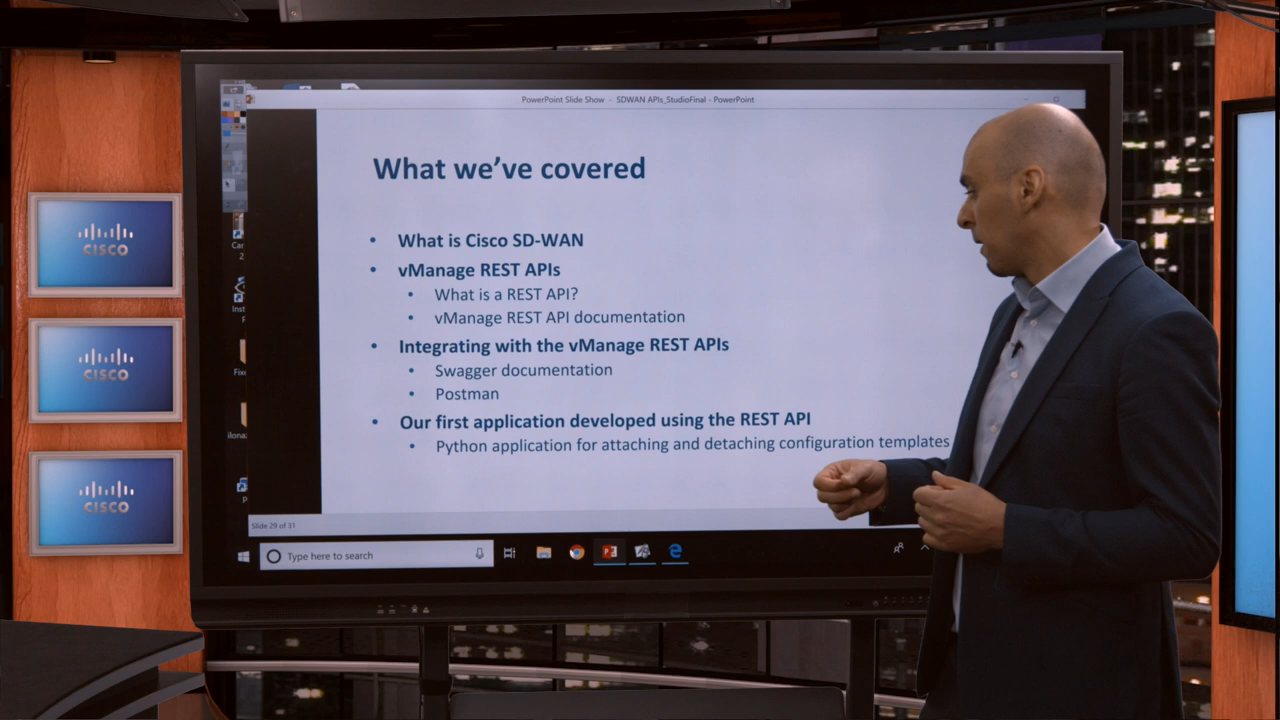 PowerPoint Slide Show - SDWAN APIs_StudioFinal - PowerPoint
What we've covered
• What is Cisco SD-WAN
• vManage REST APIs
• What is a REST API?
• vManage REST API documentation
• Integrating with the vManage REST APIs
• Swagger documentation
• Postman
• Our first application developed using the REST API
• Python application for attaching and detaching configuration templates
Slide 29 of 31
Type here to search
CISCO
CISCO
CISCO